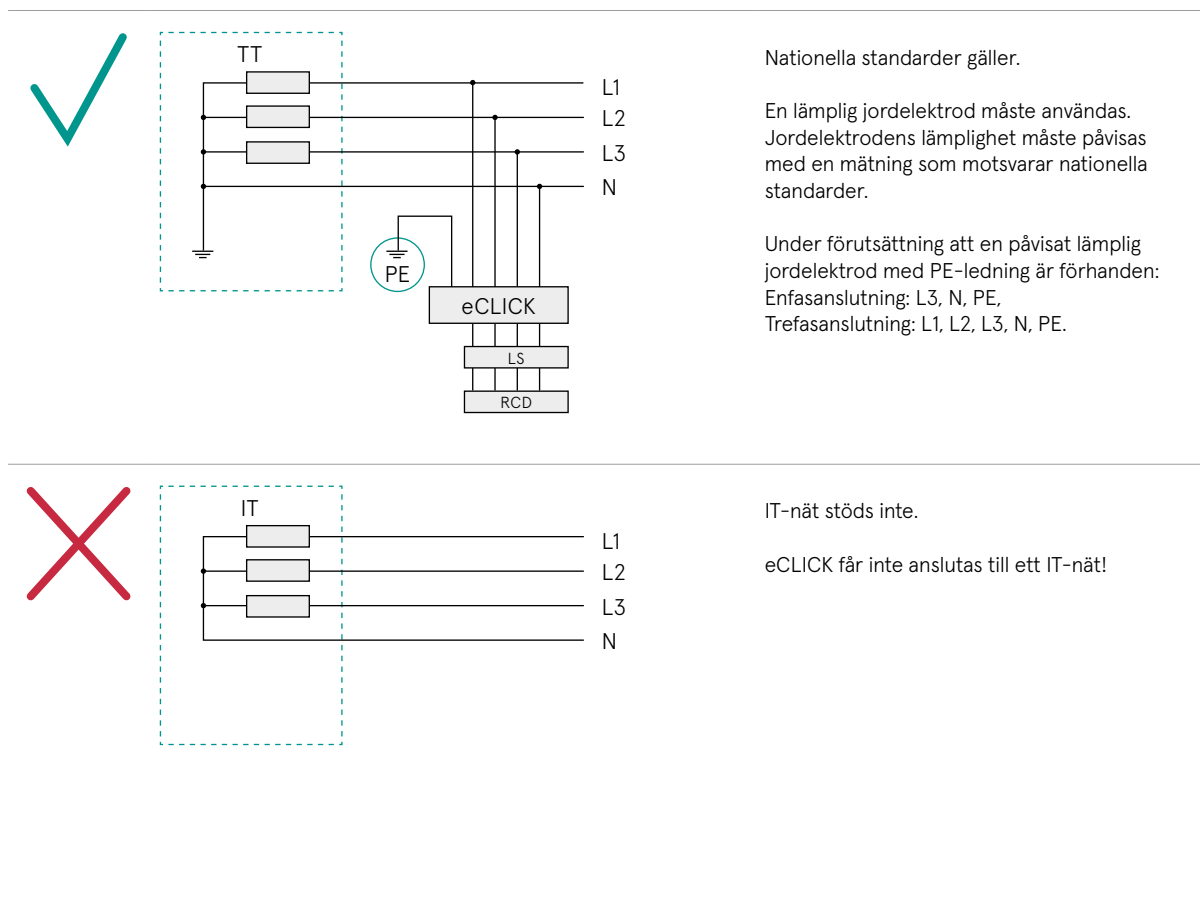 TT
L1
L2
L3
N
PE
eCLICK
LS
RCD
Nationella standarder gäller.
En lämplig jordelektrod måste användas.
Jordelektrodens lämplighet måste påvisas
med en mätning som motsvarar nationella
standarder.
Under förutsättning att en påvisat lämplig
jordelektrod med PE-ledning är förhanden:
Enfasanslutning: L3, N, PE,
Trefasanslutning: L1, L2, L3, N, PE.
IT
L1
L2
L3
N
IT-nät stöds inte.
eCLICK får inte anslutas till ett IT-nät!